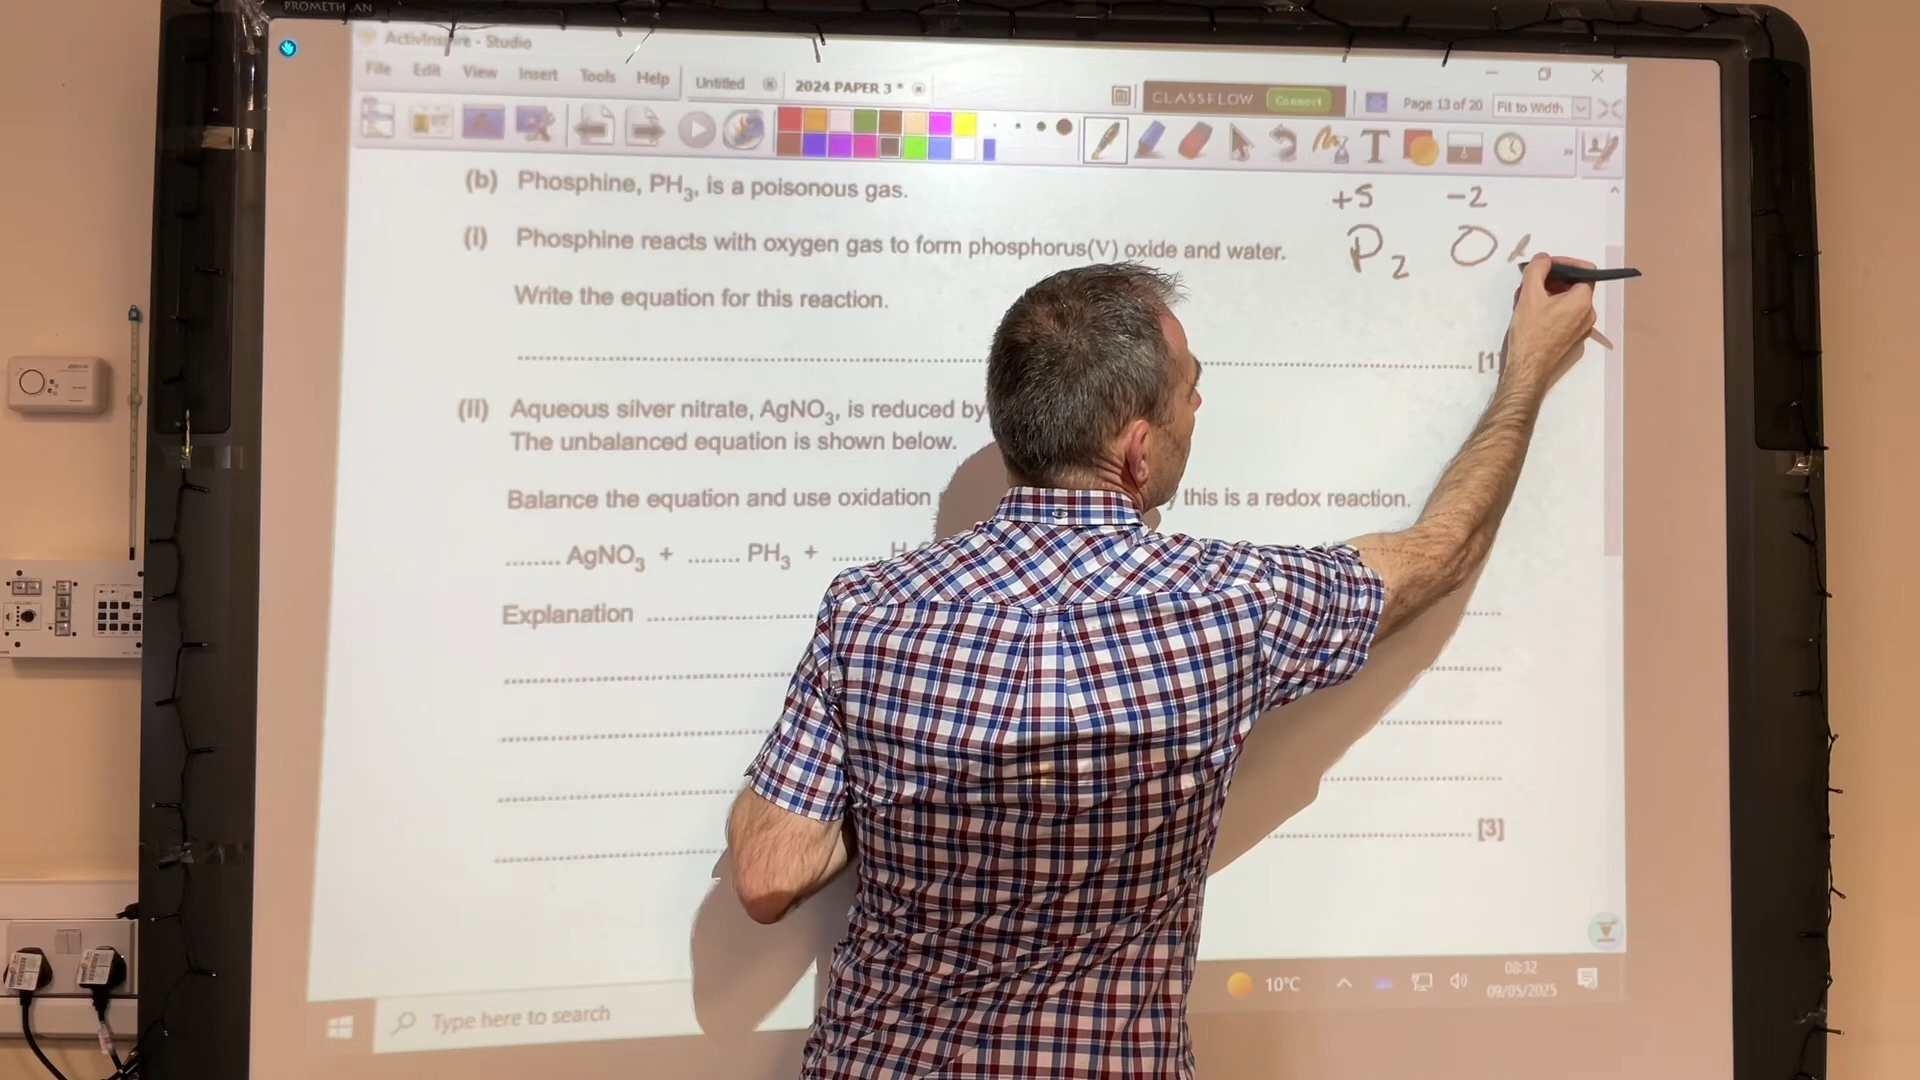 PROMETHEAN
ActivInspire - Studio
File Edit View Insert Tools Help
Untitled
2024 PAPER 3 *
CLASSFLOW Connect
Page 13 of 20 Fit to Width
(b) Phosphine, PH₃, is a poisonous gas.
+5 -2
P₂ O
(i) Phosphine reacts with oxygen gas to form phosphorus(V) oxide and water.
Write the equation for this reaction.
[1]
(ii) Aqueous silver nitrate, AgNO₃, is reduced by
The unbalanced equation is shown below.
Balance the equation and use oxidation this is a redox reaction.
........ AgNO₃ + ........ PH₃ + ........ H
Explanation
[3]
10°C
08:32
09/05/2025
Type here to search